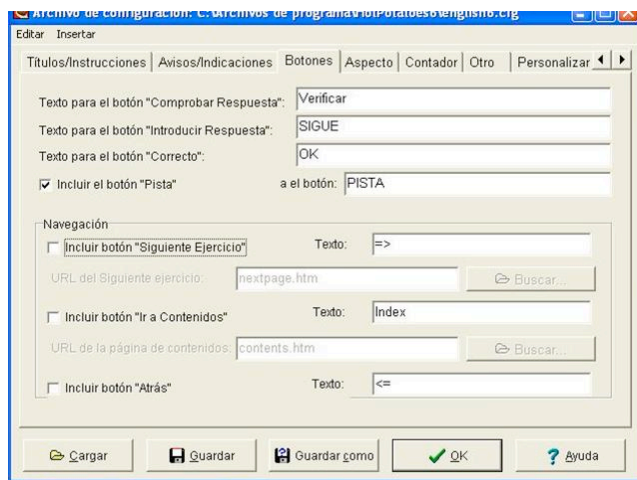 Archivo de configuración: C:\Archivos de programa\HotPotatoes6\english6.cfg
Editar Insertar
Títulos/Instrucciones Avisos/Indicaciones Botones Aspecto Contador Otro Personalizar
Texto para el botón "Comprobar Respuesta": Verificar
Texto para el botón "Introducir Respuesta": SIGUE
Texto para el botón "Correcto": OK
Incluir el botón "Pista" a el botón: PISTA
Navegación
Incluir botón "Siguiente Ejercicio" Texto: =>
URL del Siguiente ejercicio: nextpage.htm Buscar...
Incluir botón "Ir a Contenidos" Texto: Index
URL de la página de contenidos: contents.htm Buscar...
Incluir botón "Atrás" Texto: <=
Cargar Guardar Guardar como OK Ayuda